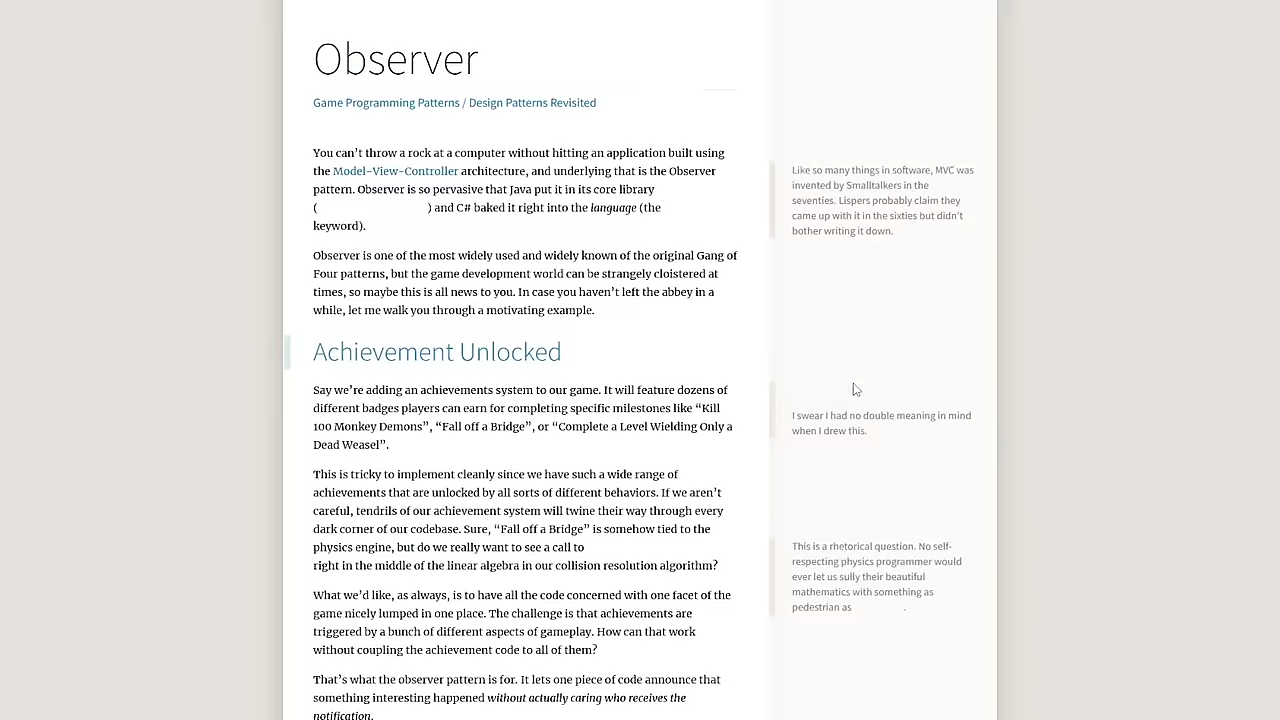 Observer
Game Programming Patterns / Design Patterns Revisited
You can't throw a rock at a computer without hitting an application built using
the Model-View-Controller architecture, and underlying that is the Observer
pattern. Observer is so pervasive that Java put it in its core library
( ) and C# baked it right into the language (the
keyword).
Observer is one of the most widely used and widely known of the original Gang of
Four patterns, but the game development world can be strangely cloistered at
times, so maybe this is all news to you. In case you haven't left the abbey in a
while, let me walk you through a motivating example.
Achievement Unlocked
Say we're adding an achievements system to our game. It will feature dozens of
different badges players can earn for completing specific milestones like “Kill
100 Monkey Demons”, “Fall off a Bridge”, or “Complete a Level Wielding Only a
Dead Weasel”.
This is tricky to implement cleanly since we have such a wide range of
achievements that are unlocked by all sorts of different behaviors. If we aren't
careful, tendrils of our achievement system will twine their way through every
dark corner of our codebase. Sure, “Fall off a Bridge” is somehow tied to the
physics engine, but do we really want to see a call to
right in the middle of the linear algebra in our collision resolution algorithm?
What we'd like, as always, is to have all the code concerned with one facet of the
game nicely lumped in one place. The challenge is that achievements are
triggered by a bunch of different aspects of gameplay. How can that work
without coupling the achievement code to all of them?
That's what the observer pattern is for. It lets one piece of code announce that
something interesting happened without actually caring who receives the
notification.
Like so many things in software, MVC was
invented by Smalltalkers in the
seventies. Lispers probably claim they
came up with it in the sixties but didn't
bother writing it down.
I swear I had no double meaning in mind
when I drew this.
This is a rhetorical question. No self-
respecting physics programmer would
ever let us sully their beautiful
mathematics with something as
pedestrian as .